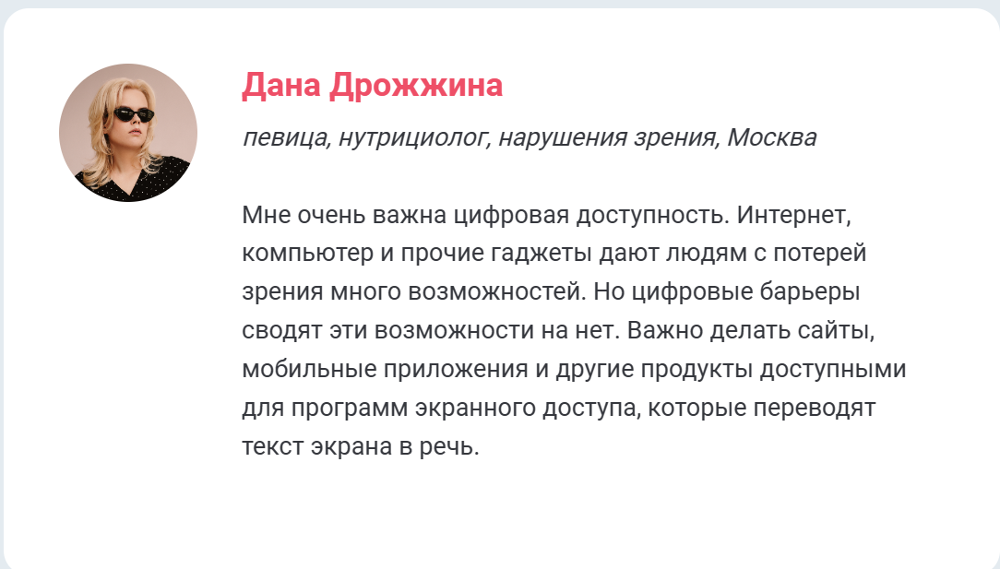 Дана Дрожжина
певица, нутрициолог, нарушения зрения, Москва
Мне очень важна цифровая доступность. Интернет,
компьютер и прочие гаджеты дают людям с потерей
зрения много возможностей. Но цифровые барьеры
сводят эти возможности на нет. Важно делать сайты,
мобильные приложения и другие продукты доступными
для программ экранного доступа, которые переводят
текст экрана в речь.